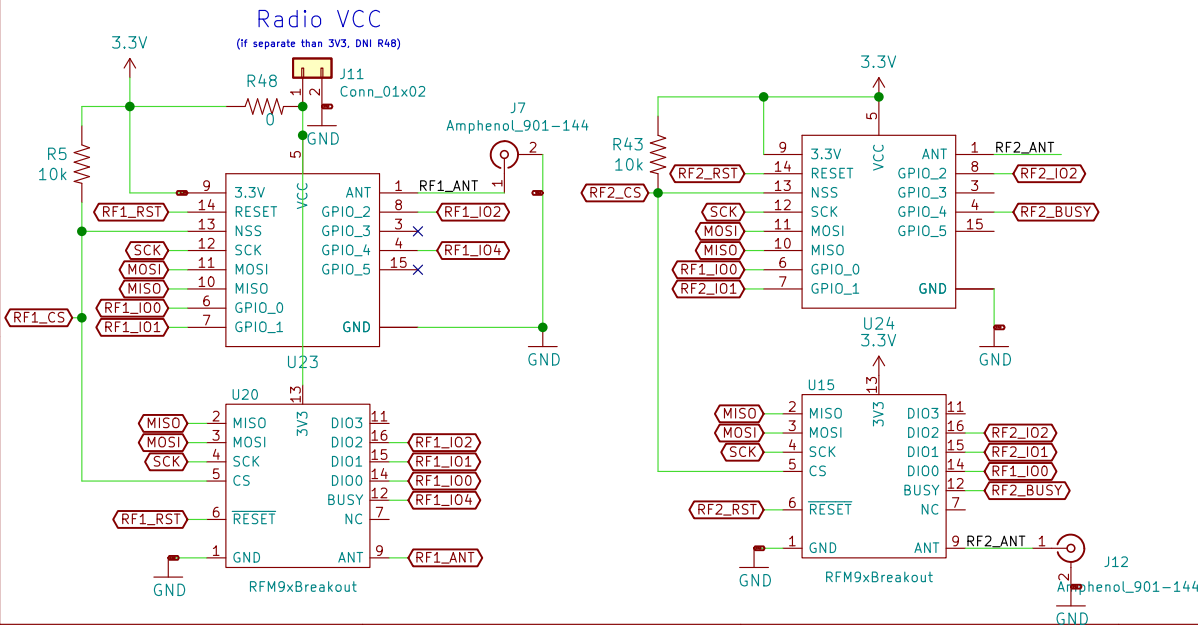 Radio VCC
(if separate than 3V3, DNI R48)
3.3V
R48
0
J11
Conn_01x02
1
2
GND
R5
10k
J7
Amphenol_901-144
2
1
5
VCC
9 3.3V
14 RESET
13 NSS
12 SCK
11 MOSI
10 MISO
6 GPIO_0
7 GPIO_1
ANT 1 RF1_ANT
GPIO_2 8 RF1_IO2
GPIO_3 3
GPIO_4 4 RF1_IO4
GPIO_5 15
GND
RF1_RST
SCK
MOSI
MISO
RF1_IO0
RF1_IO1
RF1_CS
U23
GND
U20
13
3V3
MISO 2 MISO
MOSI 3 MOSI
SCK 4 SCK
5 CS
RF1_RST 6 RESET
1 GND
GND
DIO3 11
DIO2 16 RF1_IO2
DIO1 15 RF1_IO1
DIO0 14 RF1_IO0
BUSY 12 RF1_IO4
NC 7
ANT 9 RF1_ANT
RFM9xBreakout
3.3V
R43
10k
5
VCC
9 3.3V
RF2_RST 14 RESET
RF2_CS 13 NSS
SCK 12 SCK
MOSI 11 MOSI
MISO 10 MISO
RF1_IO0 6 GPIO_0
RF2_IO1 7 GPIO_1
ANT 1 RF2_ANT
GPIO_2 8 RF2_IO2
GPIO_3 3
GPIO_4 4 RF2_BUSY
GPIO_5 15
GND
GND
U24
3.3V
U15
13
3V3
MISO 2 MISO
MOSI 3 MOSI
SCK 4 SCK
5 CS
RF2_RST 6 RESET
1 GND
GND
DIO3 11
DIO2 16 RF2_IO2
DIO1 15 RF2_IO1
DIO0 14 RF1_IO0
BUSY 12 RF2_BUSY
NC 7
ANT 9 RF2_ANT 1
RFM9xBreakout
J12
Amphenol_901-144
2
GND